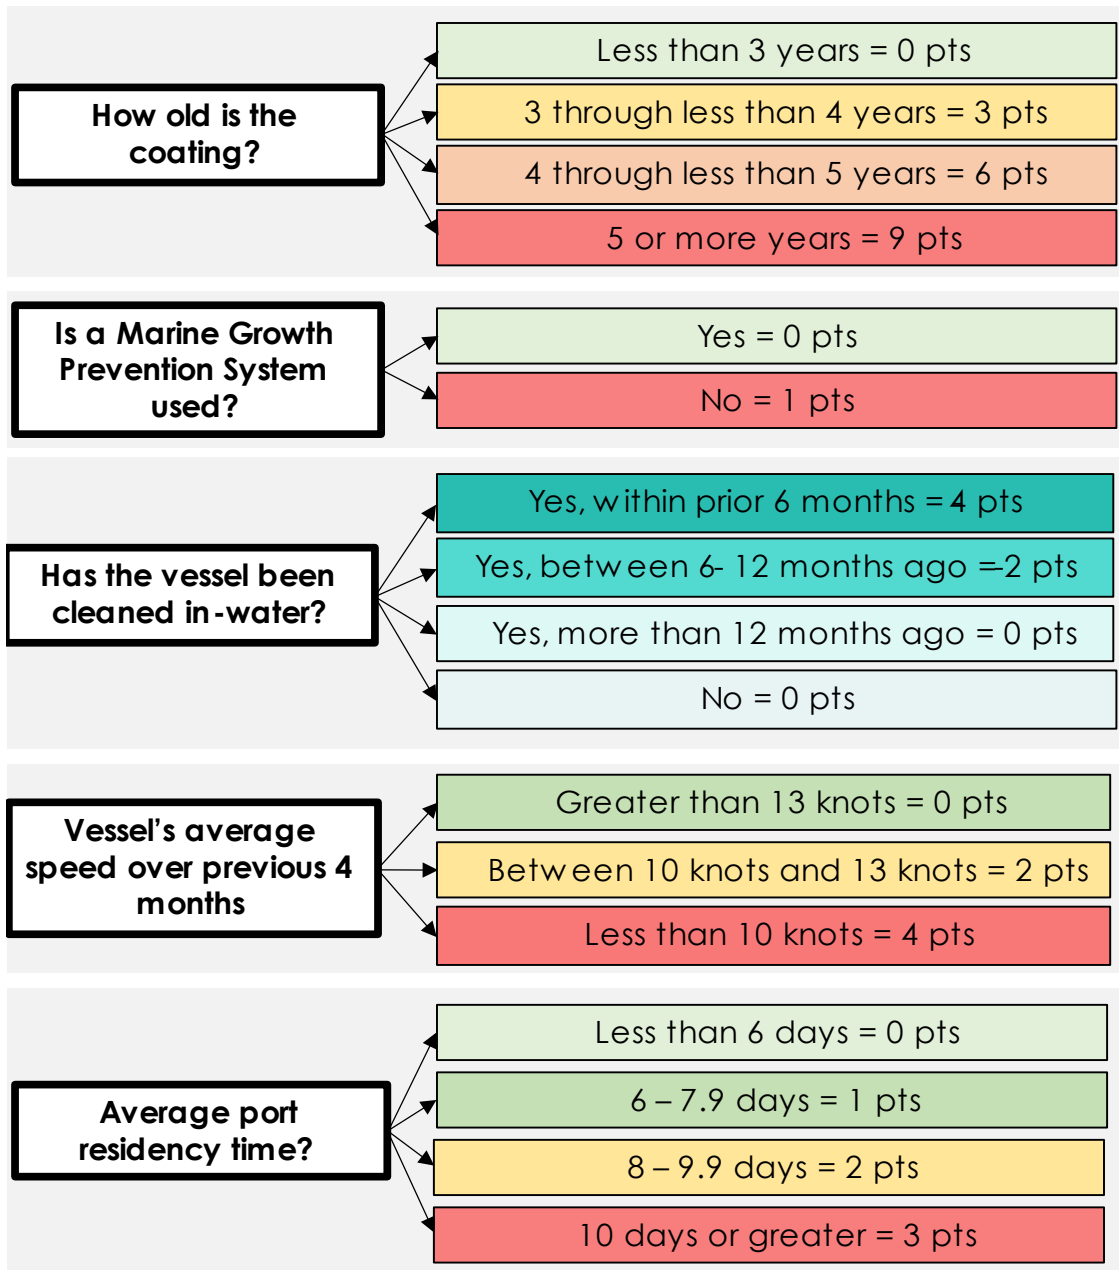 How old is the
coating?
Less than 3 years = 0 pts
3 through less than 4 years = 3 pts
4 through less than 5 years = 6 pts
5 or more years = 9 pts
Is a Marine Growth
Prevention System
used?
Yes = 0 pts
No = 1 pts
Has the vessel been
cleaned in-water?
Yes, within prior 6 months =-4 pts
Yes, between 6- 12 months ago =-2 pts
Yes, more than 12 months ago = 0 pts
No = 0 pts
Vessel’s average
speed over previous 4
months
Greater than 13 knots = 0 pts
Between 10 knots and 13 knots = 2 pts
Less than 10 knots = 4 pts
Average port
residency time?
Less than 6 days = 0 pts
6 – 7.9 days = 1 pts
8 – 9.9 days = 2 pts
10 days or greater = 3 pts